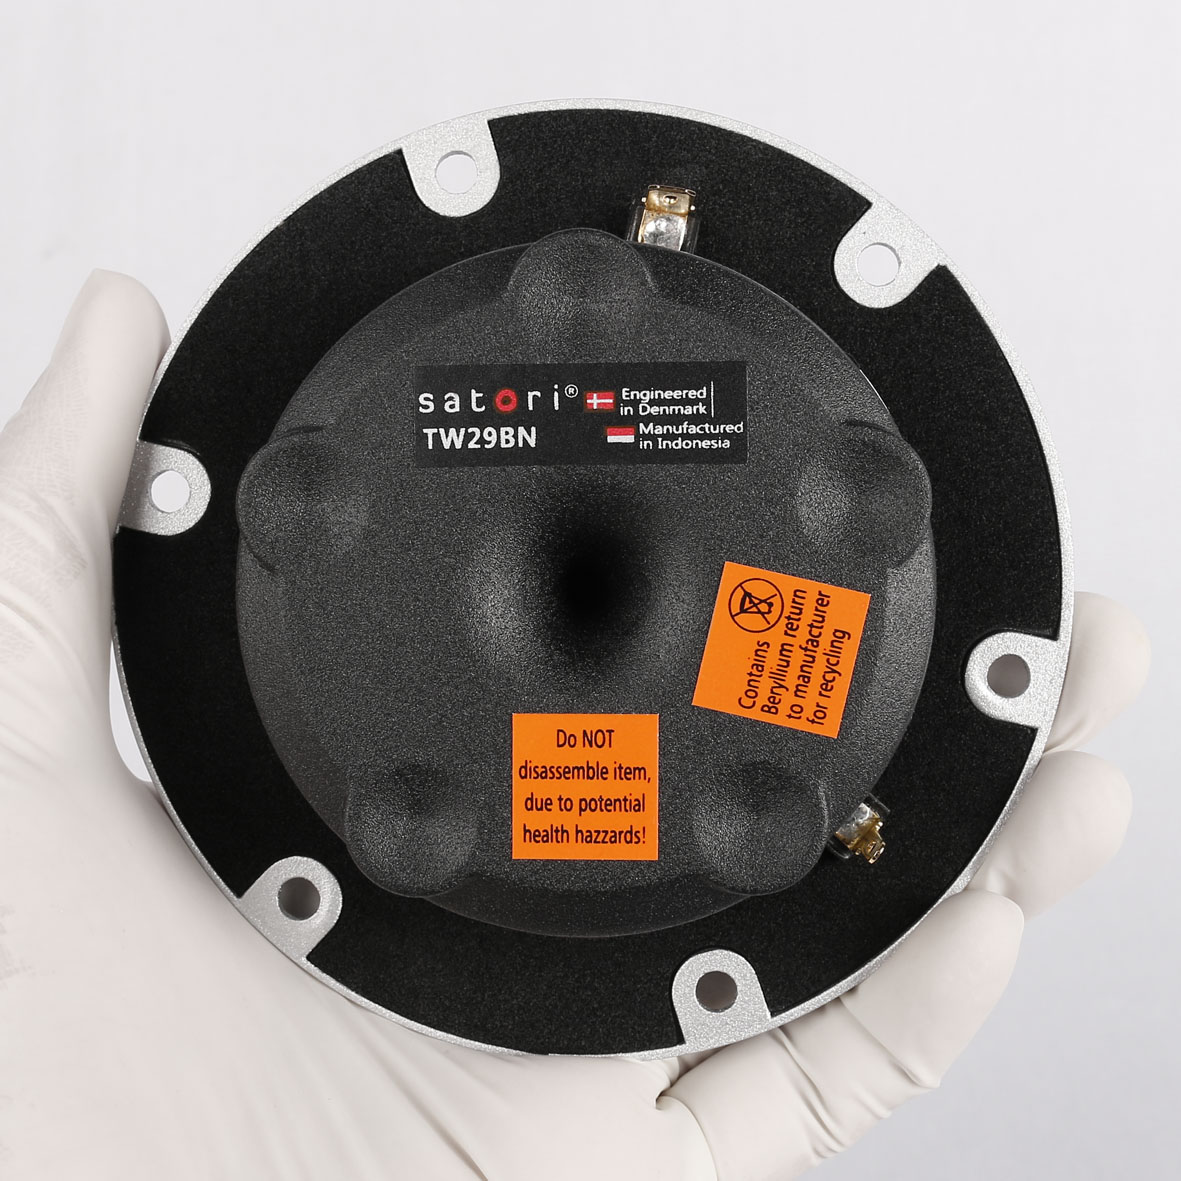 satori® Engineered
in Denmark
TW29BN Manufactured
in Indonesia
Contains
Beryllium return
to manufacturer
for recycling
Do NOT
disassemble item,
due to potential
health hazzards!